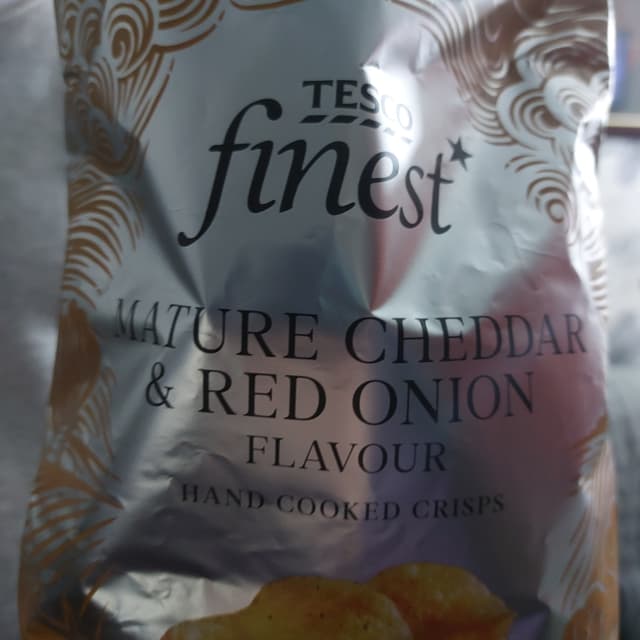 TESCO
finest*
MATURE CHEDDAR
& RED ONION
FLAVOUR
HAND COOKED CRISPS